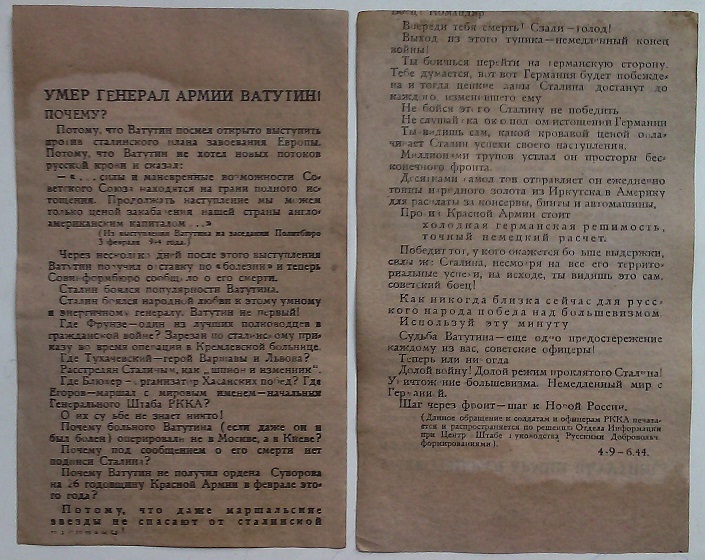 УМЕР ГЕНЕРАЛ АРМИИ ВАТУТИН!
ПОЧЕМУ?
Потому, что Ватутин посмел открыто выступить
против сталинского плана завоевания Европы.
Потому, что Ватутин не хотел новых потоков
русской крови и сказал:
— «... силы и маневренные возможности Со-
ветского Союза находятся на грани полного ис-
тощения. Продолжать наступление мы можем
только ценой закабаления нашей страны англо-
американским капиталом...»
(Из выступления Ватутина на заседании Политбюро
3 февраля 944 года.)
Через несколько дней после этого выступления
Ватутин получил отставку по «болезни» и теперь
Совинформбюро сообщило о его смерти.
Сталин боялся популярности Ватутина.
Сталин боялся народной любви к этому умному
и энергичному генералу. Ватутин не первый!
Где Фрунзе—один из лучших полководцев в
гражданской войне? Зарезан по сталинскому при-
казу во время операции в Кремлевской больнице.
Где Тухачевский—герой Варшавы и Львова?
Расстрелян Сталиным, как „шпион и изменник".
Где Блюхер—организатор Хасанских побед? Где
Егоров—маршал с мировым именем—начальник
Генерального Штаба РККА?
О их судьбе не знает никто!
Почему больного Ватутина (если даже он и
был болен) оперировали не в Москве, а в Киеве?
Почему под сообщением о его смерти нет
подписи Сталина?
Почему Ватутин не получил ордена Суворова
на 26 годовщину Красной Армии в феврале это-
го года?
Потому, что даже маршальские
звезды не спасают от сталинской
Боец! Командир
Впереди тебя смерть! Сзади—голод!
Выход из этого тупика—немедленный конец
войны!
Ты боишься перейти на германскую сторону.
Тебе думается, вот вот Германия будет побежде-
на и тогда цепкие лапы Сталина достанут до
каждого, изменившего ему
Не бойся этого Сталину не победить
Не слушай сказок о полном истощении Германии
Ты видишь сам, какой кровавой ценой опла-
чивает Сталин успехи своего наступления.
Миллионами трупов устлал он просторы бес-
конечного фронта.
Десятками самолетов отправляет он ежедневно
тонны народного золота из Иркутска в Америку
для расплаты за консервы, бинты и автомашины.
Против Красной Армии стоит
холодная германская решимость,
точный немецкий расчет.
Победит тот, у кого окажется больше выдержки,
силы же Сталина, несмотря на все его террито-
риальные успехи, на исходе, ты видишь это сам,
советский боец!
Как никогда близка сейчас для русс-
кого народа победа над большевизмом.
Используй эту минуту
Судьба Ватутина—еще одно предостережение
каждому из вас, советские офицеры!
Теперь или никогда
Долой войну! Долой режим проклятого Сталина!
Уничтожение большевизма. Немедленный мир с
Германией.
Шаг через фронт—шаг к Новой России.
(Данное обращение к солдатам и офицерам РККА печата-
ется и распространяется по решению Отдела Информации
при Центр Штабе руководства Русскими Добровольч.
формированиями).
4-9-6.44.